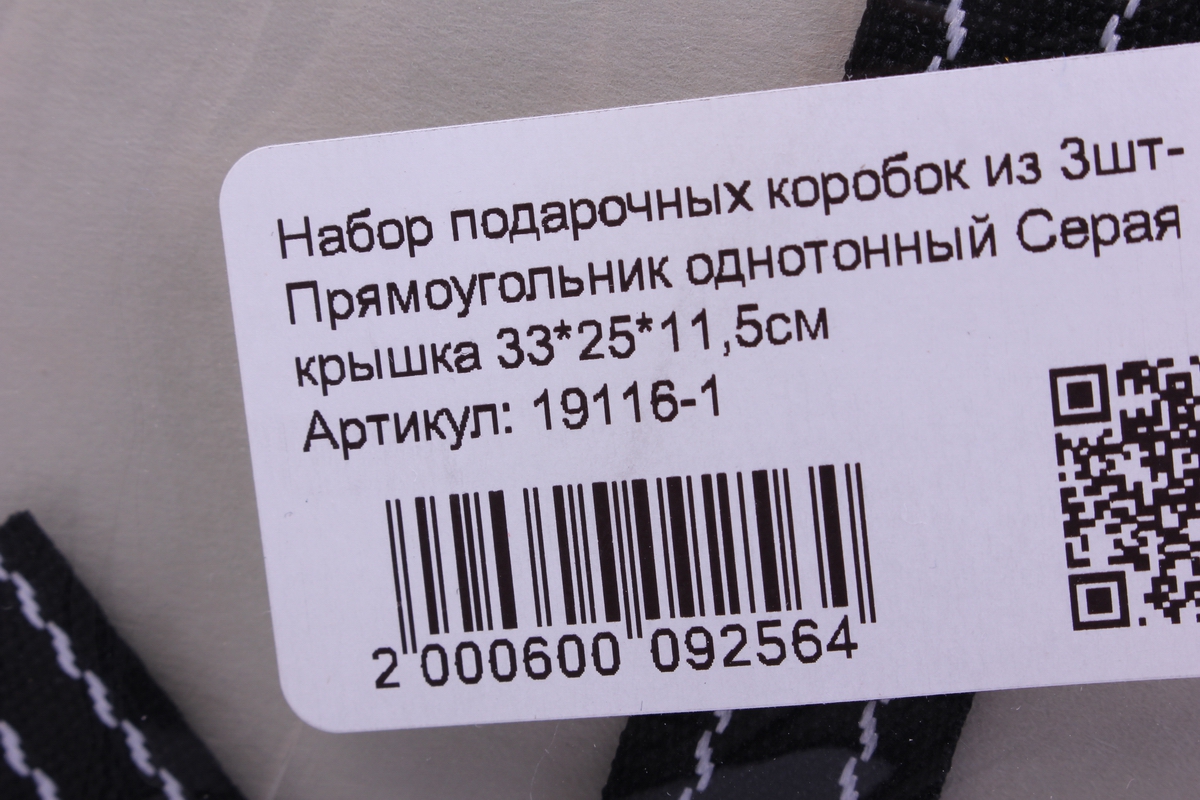 Набор подарочных коробок из 3шт-
Прямоугольник однотонный Серая
крышка 33*25*11,5см
Артикул: 19116-1
2 000600 092564